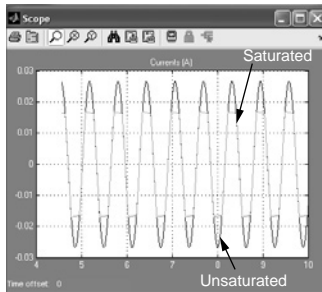 Scope
Currents (A)
Saturated
0.03
0.02
0.01
0
-0.01
-0.02
-0.03
4 5 6 7 8 9 10
Time offset: 0
Unsaturated